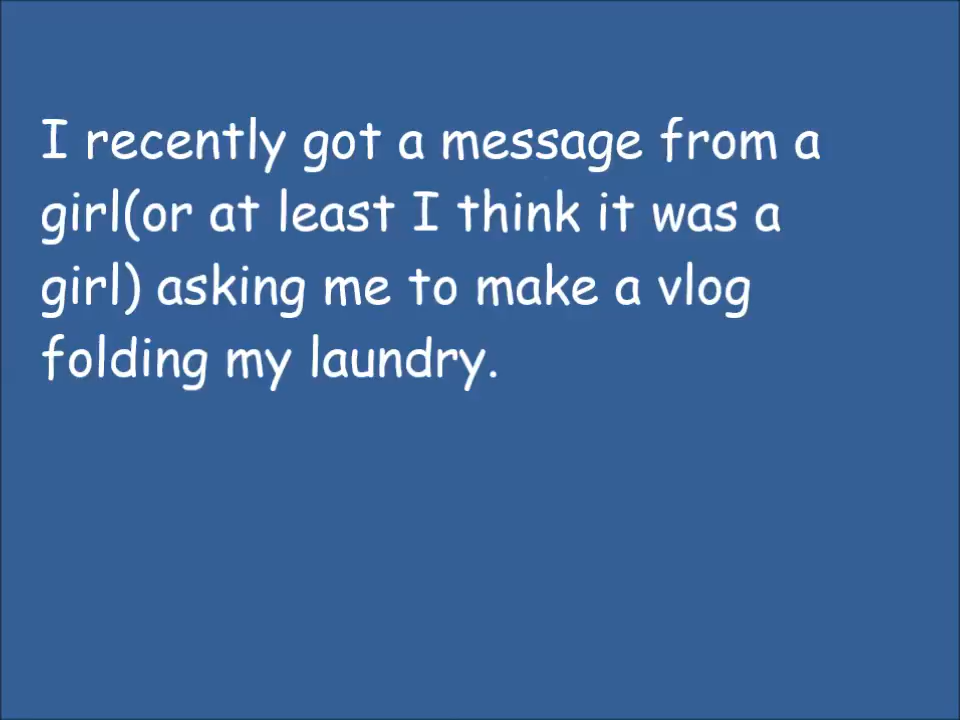 I recently got a message from a
girl(or at least I think it was a
girl) asking me to make a vlog
folding my laundry.